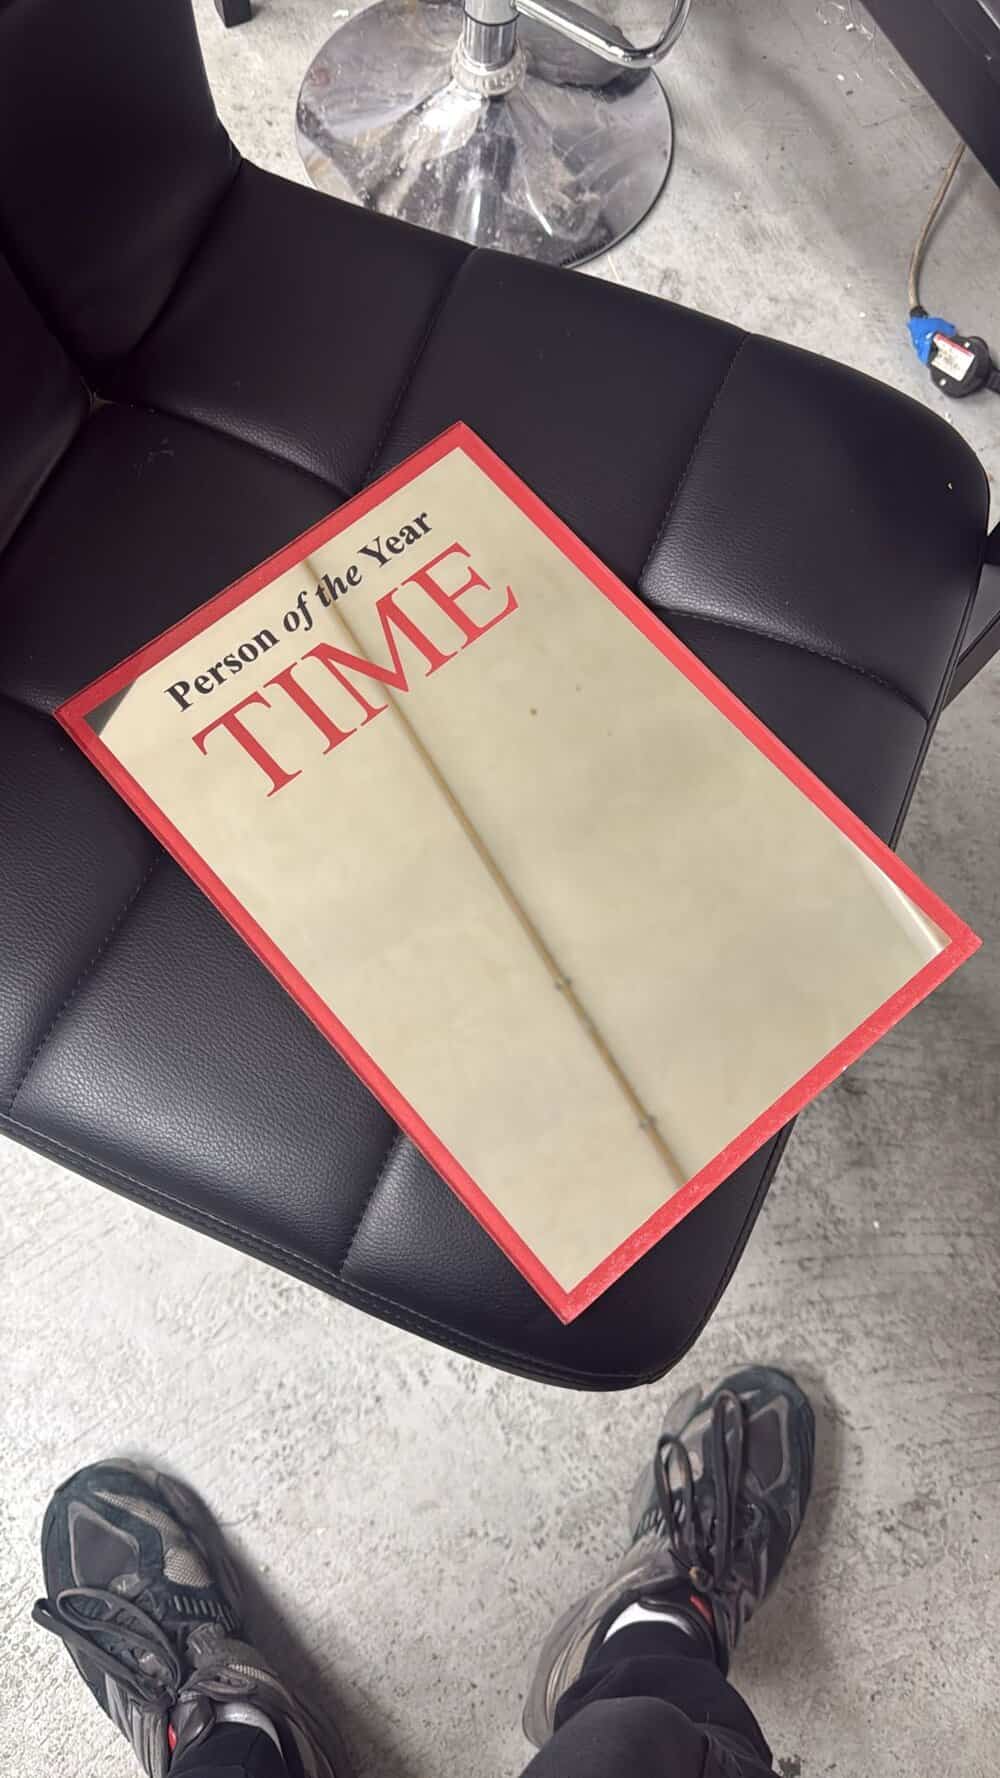 Person of the Year
TIME